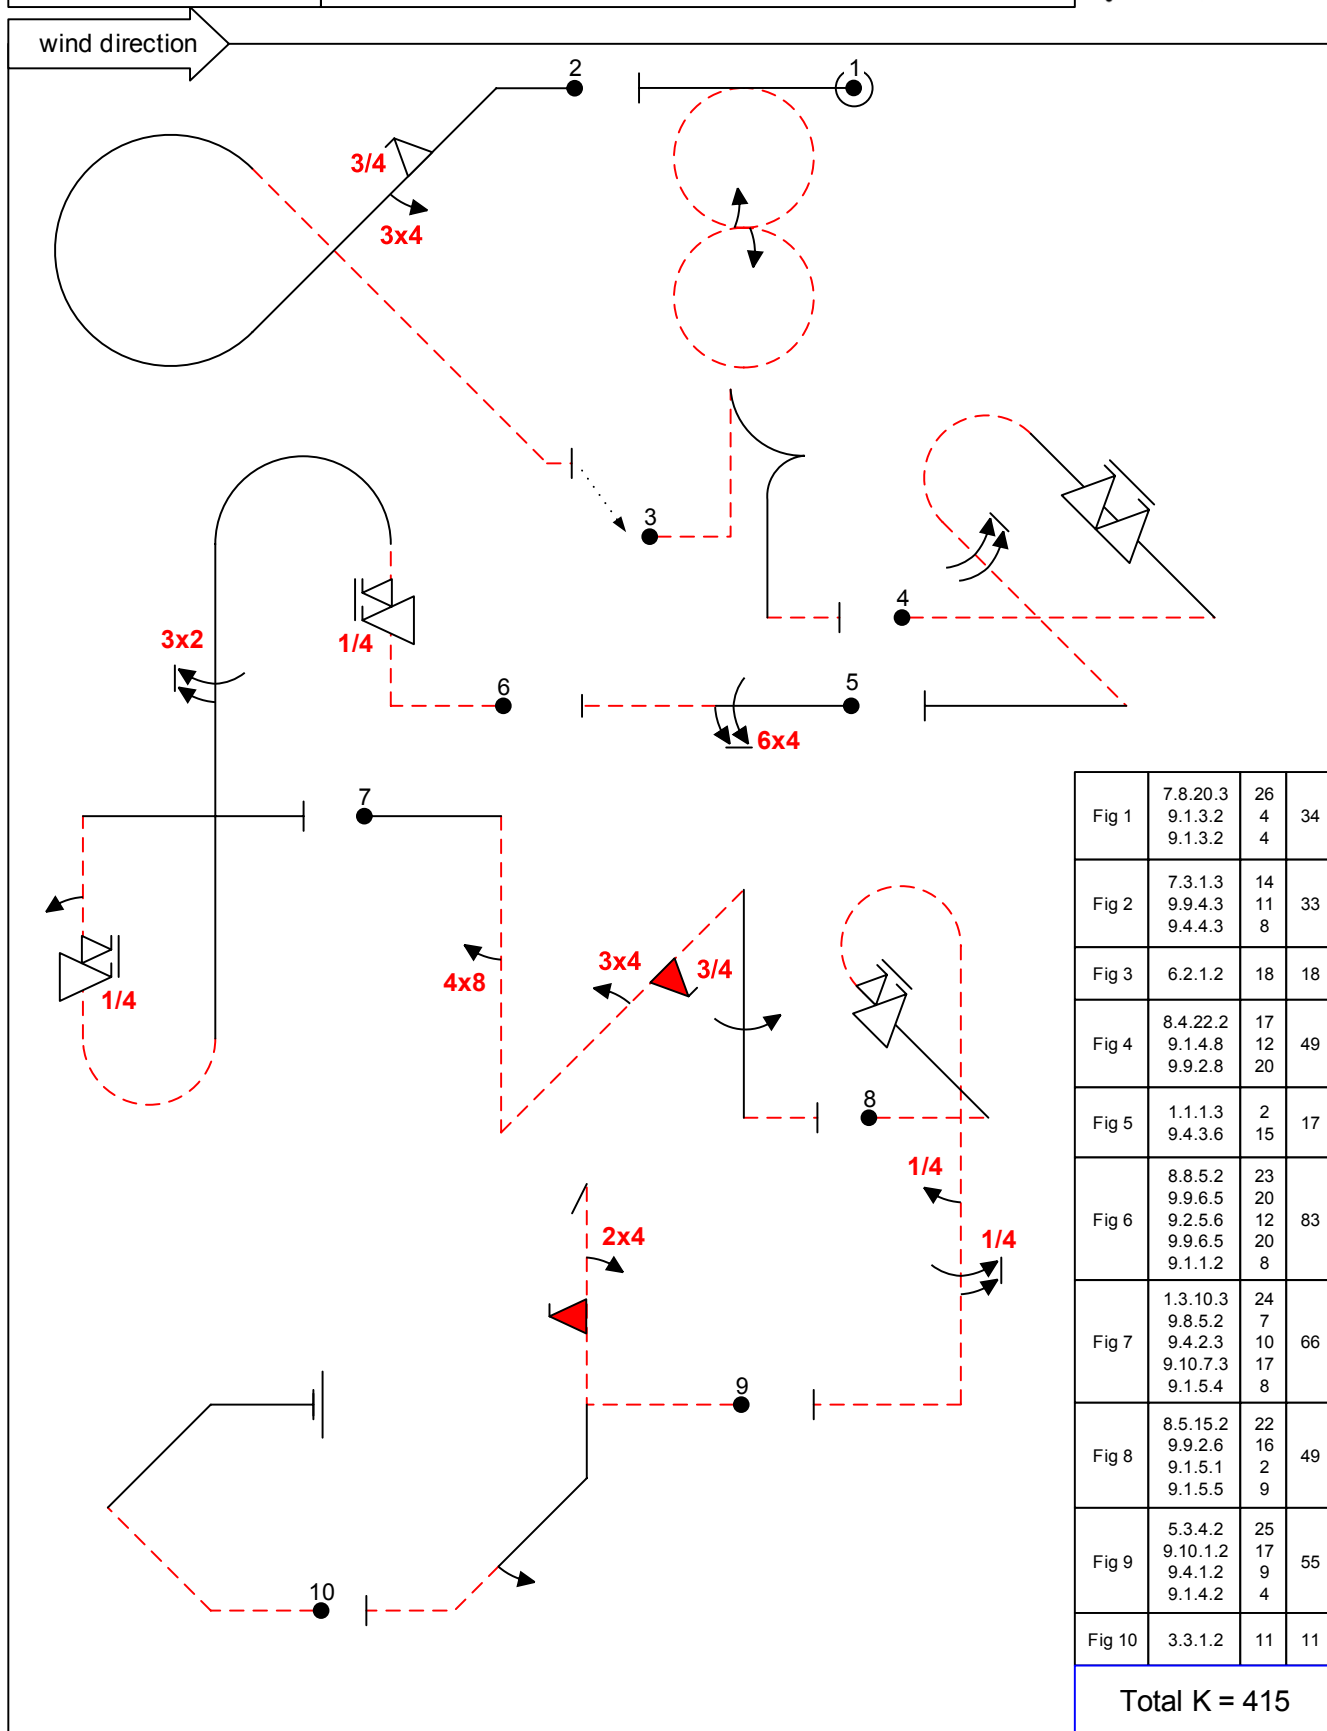 wind direction
2
1
3/4
3x4
3
4
3x2
1/4
6
5
6x4
7
3x4
3/4
4x8
1/4
8
1/4
2x4
1/4
9
10
Fig 1
7.8.20.3 26
9.1.3.2 4 34
9.1.3.2 4
Fig 2
7.3.1.3 14
9.9.4.3 11 33
9.4.4.3 8
Fig 3 6.2.1.2 18 18
Fig 4
8.4.22.2 17
9.1.4.8 12 49
9.9.2.8 20
Fig 5
1.1.1.3 2 17
9.4.3.6 15
Fig 6
8.8.5.2 23
9.9.6.5 20
9.2.5.6 12 83
9.9.6.5 20
9.1.1.2 8
Fig 7
1.3.10.3 24
9.8.5.2 7
9.4.2.3 10 66
9.10.7.3 17
9.1.5.4 8
Fig 8
8.5.15.2 22
9.9.2.6 16 49
9.1.5.1 2
9.1.5.5 9
Fig 9
5.3.4.2 25
9.10.1.2 17 55
9.4.1.2 9
9.1.4.2 4
Fig 10 3.3.1.2 11 11
Total K = 415